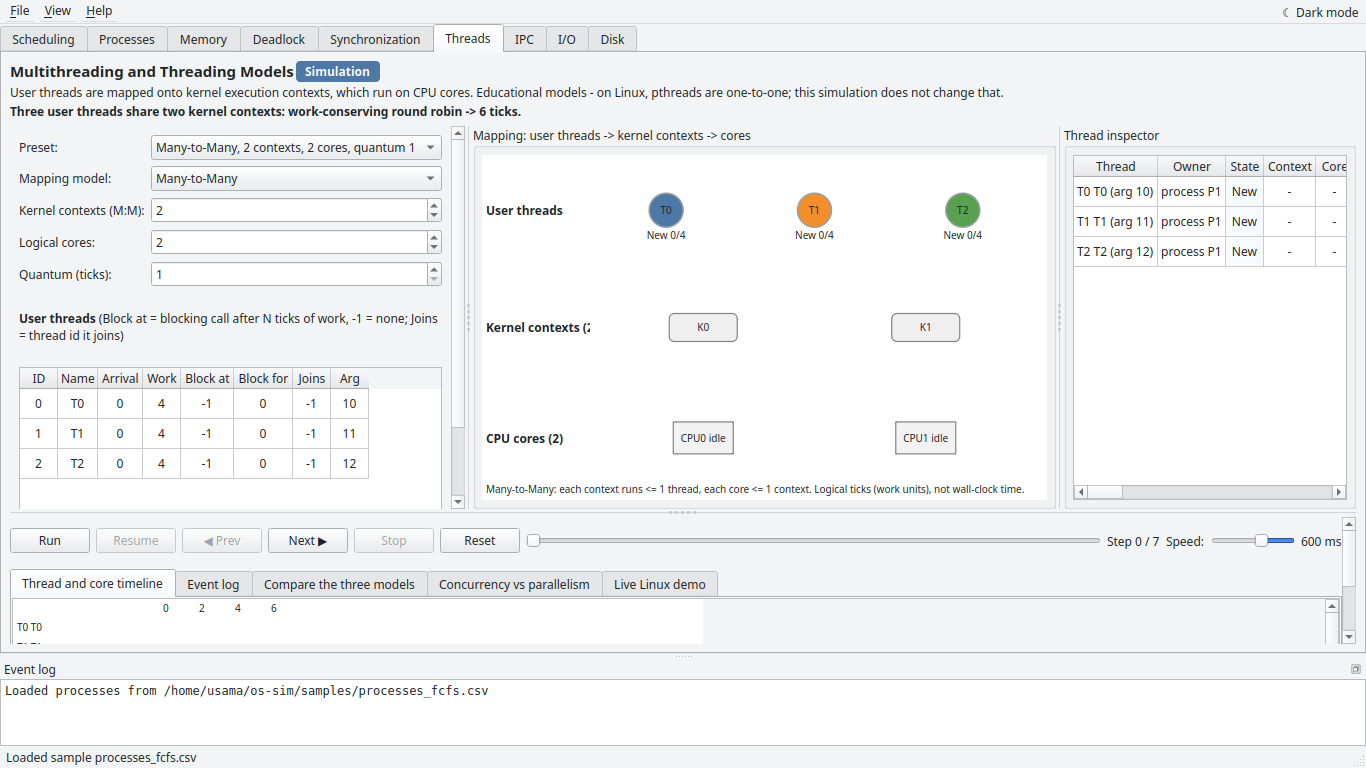 File View Help
☾ Dark mode
Scheduling Processes Memory Deadlock Synchronization Threads IPC I/O Disk
Multithreading and Threading Models Simulation
User threads are mapped onto kernel execution contexts, which run on CPU cores. Educational models - on Linux, pthreads are one-to-one; this simulation does not change that.
Three user threads share two kernel contexts: work-conserving round robin -> 6 ticks.
Preset: Many-to-Many, 2 contexts, 2 cores, quantum 1
Mapping model: Many-to-Many
Kernel contexts (M:M): 2
Logical cores: 2
Quantum (ticks): 1
User threads (Block at = blocking call after N ticks of work, -1 = none; Joins
= thread id it joins)
ID Name Arrival Work Block at Block for Joins Arg
0 T0 0 4 -1 0 -1 10
1 T1 0 4 -1 0 -1 11
2 T2 0 4 -1 0 -1 12
Mapping: user threads -> kernel contexts -> cores
User threads T0 T1 T2
New 0/4 New 0/4 New 0/4
Kernel contexts (2 K0 K1
CPU cores (2) CPU0 idle CPU1 idle
Many-to-Many: each context runs <= 1 thread, each core <= 1 context. Logical ticks (work units), not wall-clock time.
Thread inspector
Thread Owner State Context Core
T0 T0 (arg 10) process P1 New - -
T1 T1 (arg 11) process P1 New - -
T2 T2 (arg 12) process P1 New - -
Run Resume ◀ Prev Next ▶ Stop Reset Step 0 / 7 Speed: 600 ms
Thread and core timeline Event log Compare the three models Concurrency vs parallelism Live Linux demo
0 2 4 6
T0 T0
Event log
Loaded processes from /home/usama/os-sim/samples/processes_fcfs.csv
Loaded sample processes_fcfs.csv